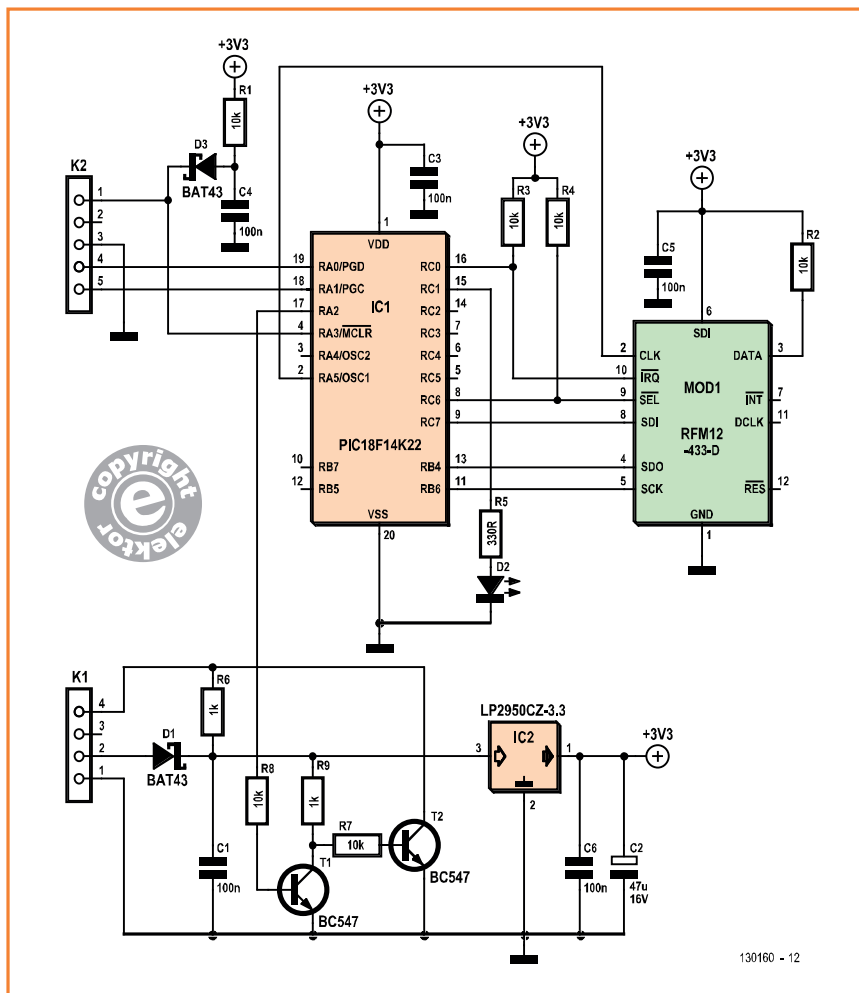 +3V3
R1
10k
D3
BAT43
C4
100n
K2
1
2
3
4
5
+3V3
C3
100n
1
VDD
19 RA0/PGD
18 RA1/PGC
17 RA2
4 RA3/MCLR
3 RA4/OSC2
2 RA5/OSC1
10 RB7
12 RB5
IC1
PIC18F14K22
RC0 16
RC1 15
RC2 14
RC3 7
RC4 6
RC5 5
RC6 8
RC7 9
RB4 13
RB6 11
VSS
20
+3V3
R3
10k
R4
10k
R5
330R
D2
+3V3
C5
100n
R2
10k
6
SDI
2 CLK
10 IRQ
9 SEL
8 SDI
4 SDO
5 SCK
MOD1
RFM12
-433-D
DATA 3
INT 7
DCLK 11
RES 12
GND
1
copyright
e
elektor
K1
4
3
2
1
R6
1k
D1
BAT43
C1
100n
R8
10k
R9
1k
R7
10k
T1
BC547
T2
BC547
LP2950CZ-3.3
IC2
3
1
2
+3V3
C6
100n
C2
47u
16V
130160 - 12